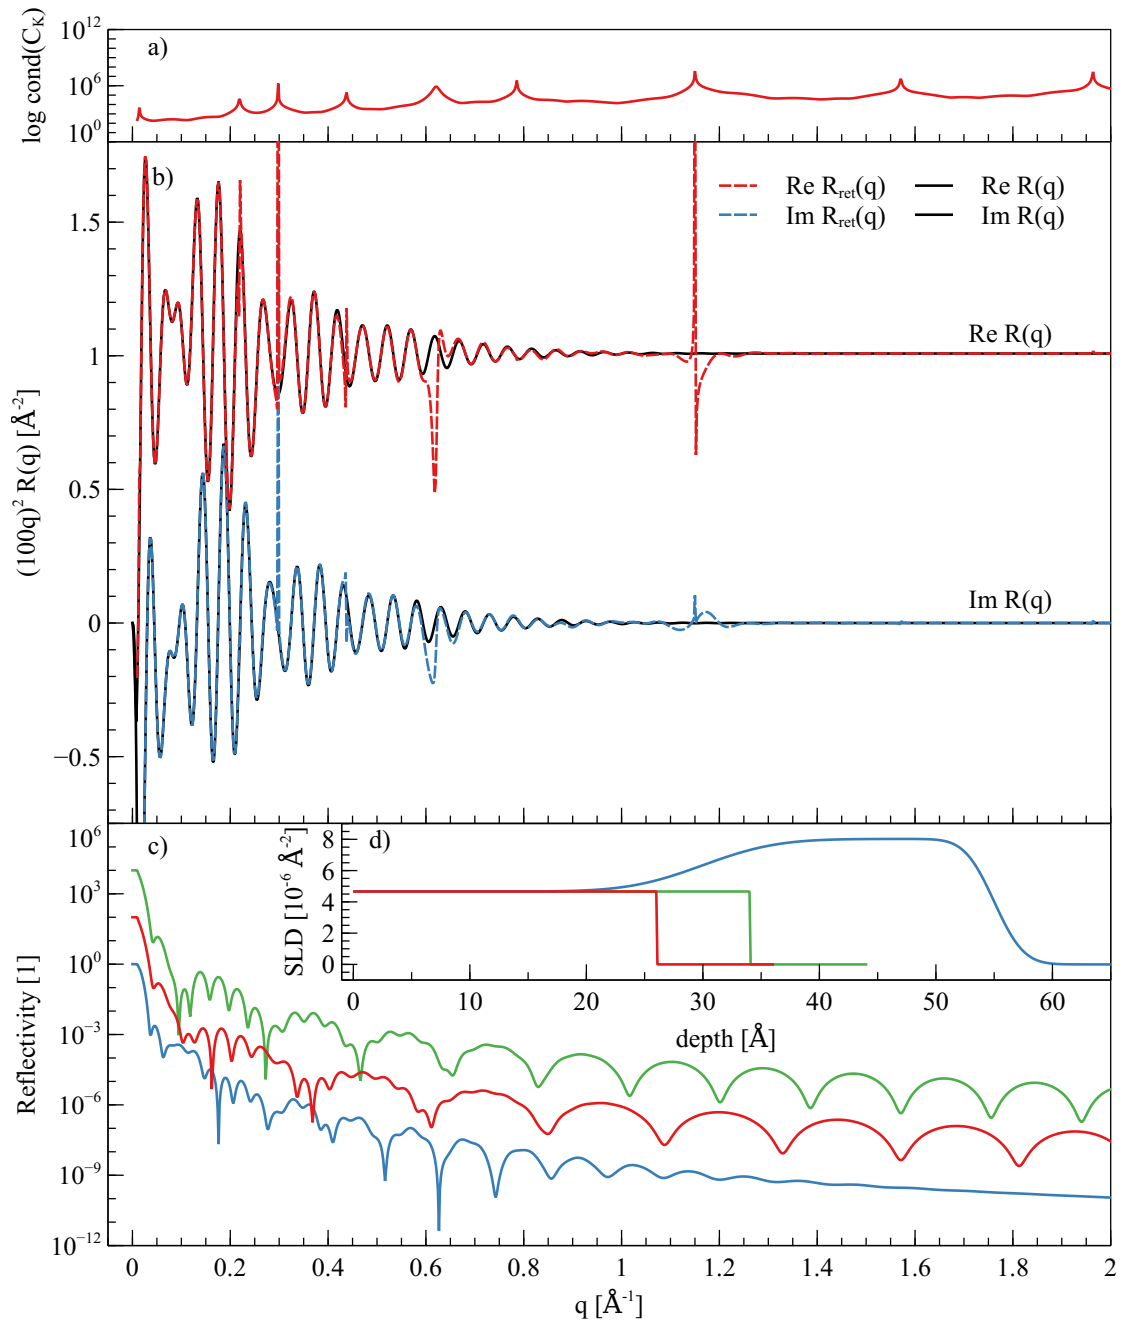 log cond(C_K)
10^12
10^6
10^0
a)
(100q)^2 R(q) [Å^-2]
1.5
1
0.5
0
−0.5
b)
Re R_ret(q)
Re R(q)
Im R_ret(q)
Im R(q)
Re R(q)
Im R(q)
Reflectivity [1]
10^6
10^3
10^0
10^-3
10^-6
10^-9
10^-12
c)
SLD [10^-6 Å^-2]
8
6
4
2
0
d)
0 10 20 30 40 50 60
depth [Å]
0 0.2 0.4 0.6 0.8 1 1.2 1.4 1.6 1.8 2
q [Å^-1]